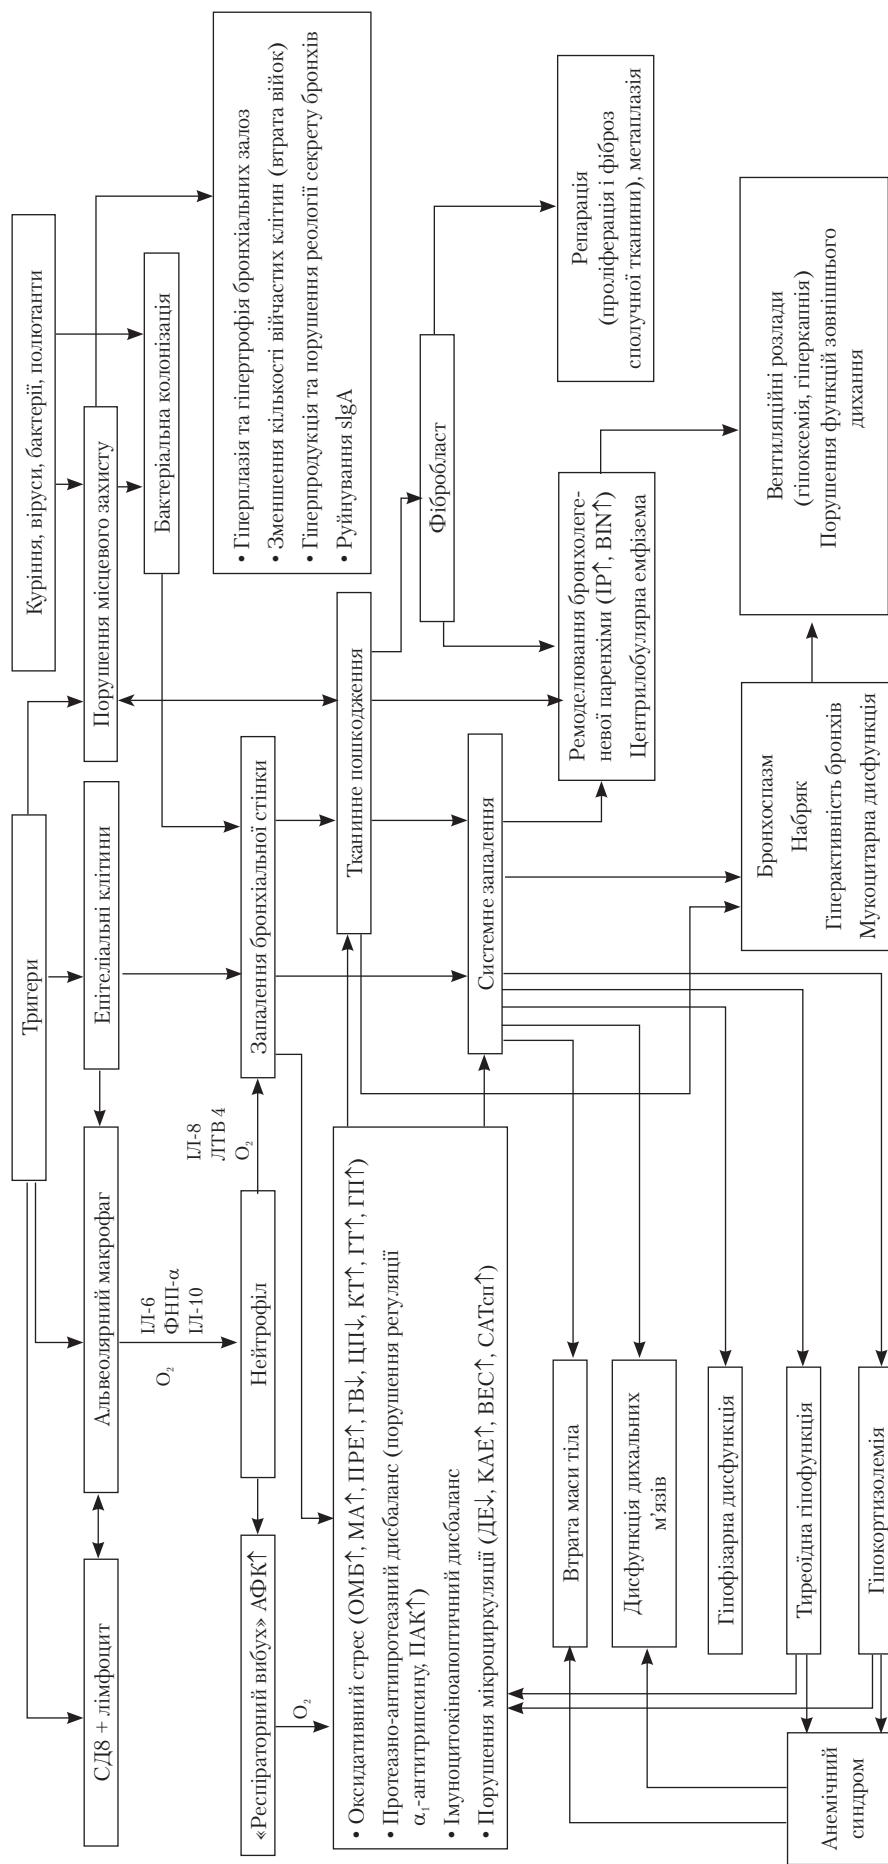 Тригери
Куріння, віруси, бактерії, полютанти
СД8 + лімфоцит
Альвеолярний макрофаг
Епітеліальні клітини
Порушення місцевого захисту
Бактеріальна колонізація
ІЛ-6
ФНП-α
ІЛ-10
O₂
ІЛ-8
ЛТВ 4
O₂
«Респіраторний вибух» АФК↑
Нейтрофіл
Запалення бронхіальної стінки
• Гіперплазія та гіпертрофія бронхіальних залоз
Зменшення кількості війчастих клітин (втрата війок)
• Гіперпродукція та порушення реології секрету бронхів
• Руйнування sIgA
O₂
• Оксидативний стрес (ОМБ↑, МА↑, ПРЕ↑, ГВ↓, ЦП↓, КТ↑, ГТ↑, ГП↑)
• Протеазно-антипротеазний дисбаланс (порушення регуляції
α₁-антитрипсину, ПАК↑)
• Імуноцитокіноапоптичний дисбаланс
• Порушення мікроциркуляції (ДЕ↓, КАЕ↑, ВЕС↑, САТсп↑)
Тканинне пошкодження
Фібробласт
Системне запалення
Ремоделювання бронхолеге-
невої паренхіми (ІР↑, BIN↑)
Центрилобулярна емфізема
Репарація
(проліферація і фіброз
сполучної тканини), метаплазія
Втрата маси тіла
Дисфункція дихальних
м’язів
Гіпофізарна дисфункція
Тиреоїдна гіпофункція
Гіпокортизолемія
Анемічний
синдром
Бронхоспазм
Набряк
Гіперактивність бронхів
Мукоцитарна дисфункція
Вентиляційні розлади
(гіпоксемія, гіперкапнія)
Порушення функцій зовнішнього
дихання